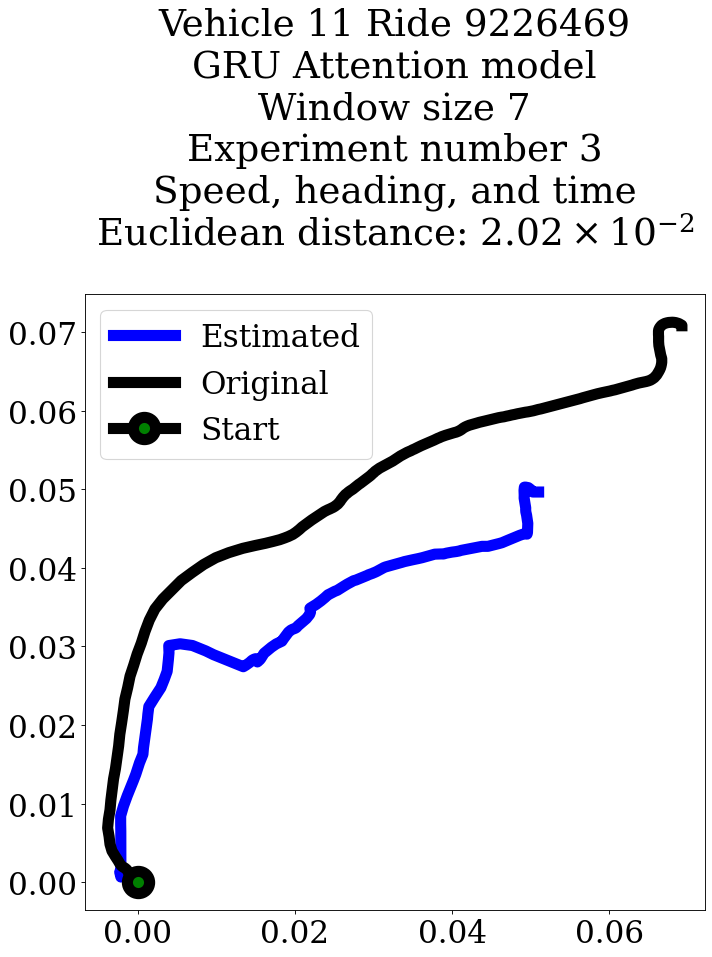 Vehicle 11 Ride 9226469
GRU Attention model
Window size 7
Experiment number 3
Speed, heading, and time
Euclidean distance: 2.02 × 10⁻²
Estimated
Original
Start
0.07
0.06
0.05
0.04
0.03
0.02
0.01
0.00
0.00 0.02 0.04 0.06